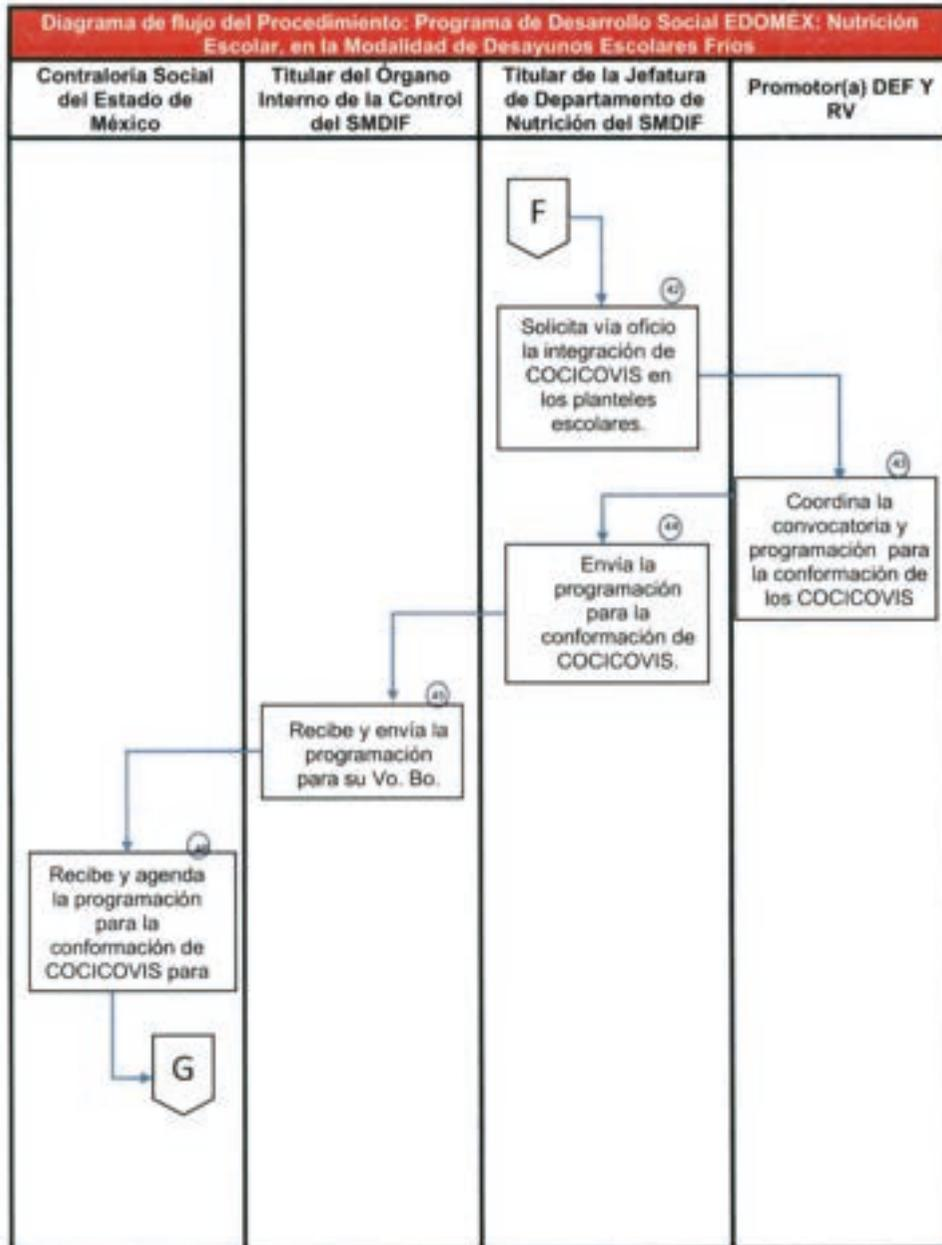 Diagrama de flujo del Procedimiento: Programa de Desarrollo Social EDOMÉX: Nutrición
Escolar, en la Modalidad de Desayunos Escolares Fríos
Contraloría Social
del Estado de
México
Titular del Órgano
Interno de la Control
del SMDIF
Titular de la Jefatura
de Departamento de
Nutrición del SMDIF
Promotor(a) DEF Y
RV
F
42
Solicita vía oficio
la integración de
COCICOVIS en
los planteles
escolares.
43
Coordina la
convocatoria y
programación para
la conformación de
los COCICOVIS
44
Envía la
programación
para la
conformación de
COCICOVIS.
45
Recibe y envía la
programación
para su Vo. Bo.
Recibe y agenda
la programación
para la
conformación de
COCICOVIS para
G